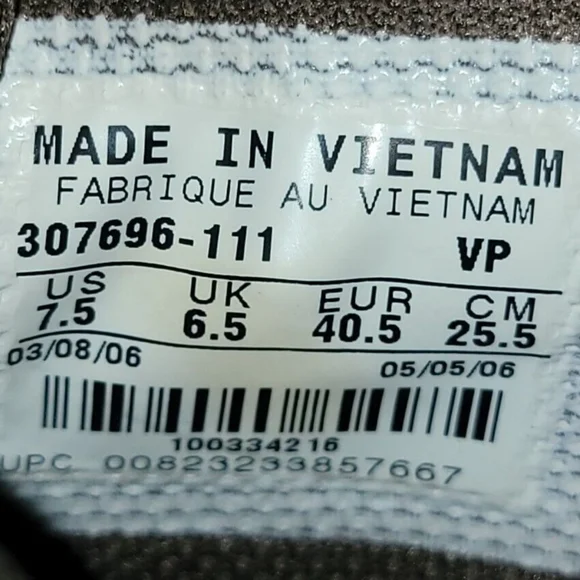 MADE IN VIETNAM
FABRIQUE AU VIETNAM
307696-111 VP
US UK EUR CM
7.5 6.5 40.5 25.5
03/08/06 05/05/06
100334216
UPC 00823233857667